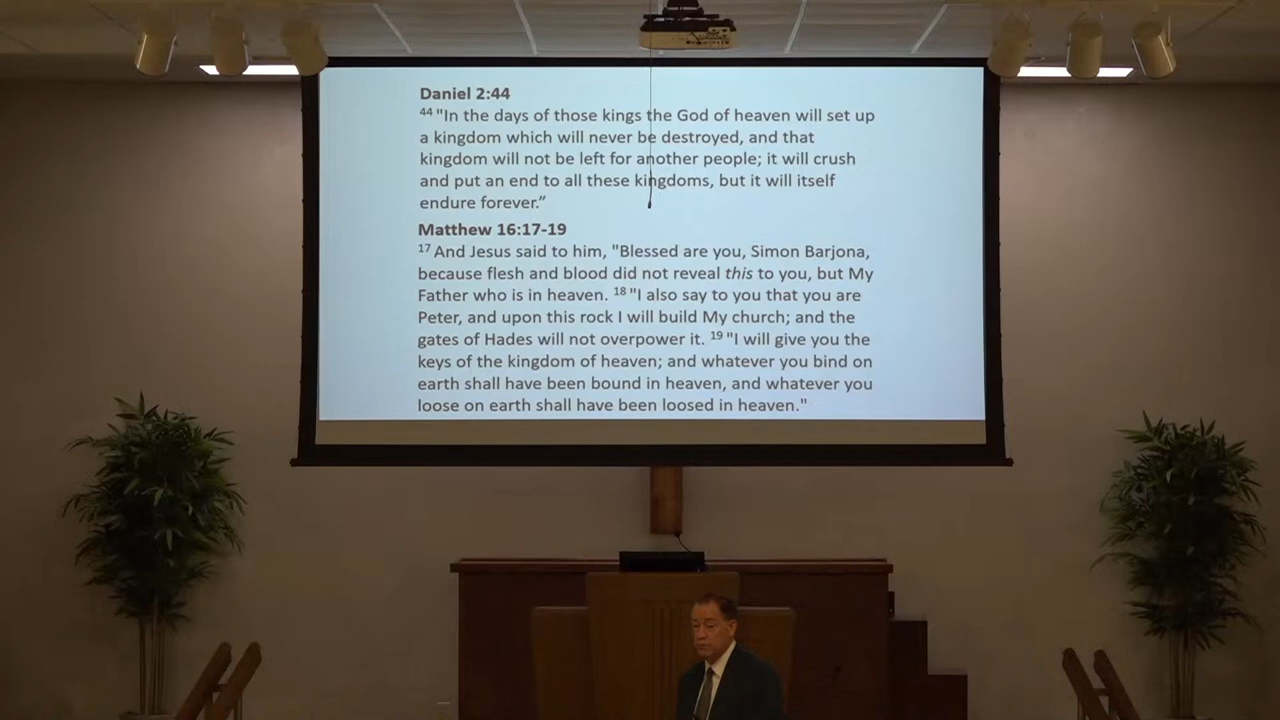 Daniel 2:44
44 "In the days of those kings the God of heaven will set up
a kingdom which will never be destroyed, and that
kingdom will not be left for another people; it will crush
and put an end to all these kingdoms, but it will itself
endure forever.”
Matthew 16:17-19
17 And Jesus said to him, "Blessed are you, Simon Barjona,
because flesh and blood did not reveal this to you, but My
Father who is in heaven. 18 "I also say to you that you are
Peter, and upon this rock I will build My church; and the
gates of Hades will not overpower it. 19 "I will give you the
keys of the kingdom of heaven; and whatever you bind on
earth shall have been bound in heaven, and whatever you
loose on earth shall have been loosed in heaven."